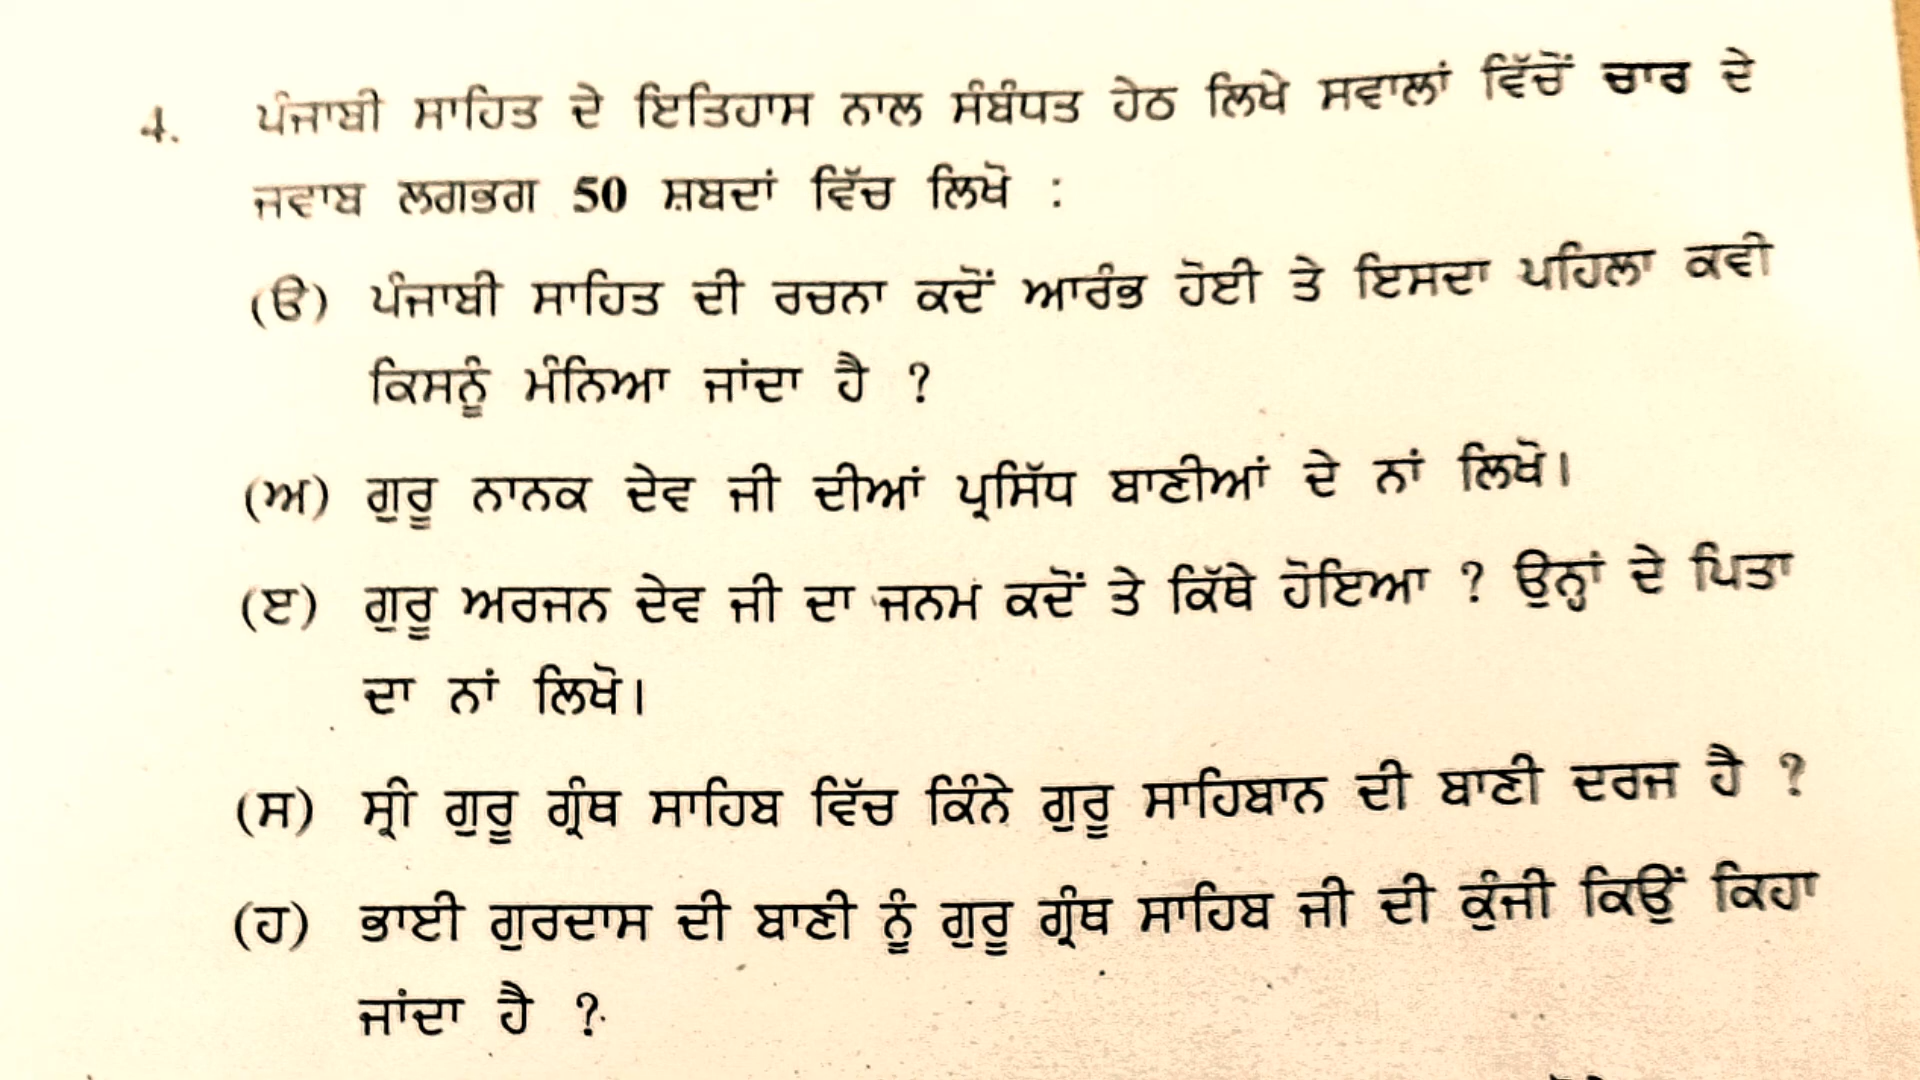 4. ਪੰਜਾਬੀ ਸਾਹਿਤ ਦੇ ਇਤਿਹਾਸ ਨਾਲ ਸੰਬੰਧਤ ਹੇਠ ਲਿਖੇ ਸਵਾਲਾਂ ਵਿੱਚੋਂ ਚਾਰ ਦੇ
ਜਵਾਬ ਲਗਭਗ 50 ਸ਼ਬਦਾਂ ਵਿੱਚ ਲਿਖੋ :
(ੳ) ਪੰਜਾਬੀ ਸਾਹਿਤ ਦੀ ਰਚਨਾ ਕਦੋਂ ਆਰੰਭ ਹੋਈ ਤੇ ਇਸਦਾ ਪਹਿਲਾ ਕਵੀ
ਕਿਸਨੂੰ ਮੰਨਿਆ ਜਾਂਦਾ ਹੈ ?
(ਅ) ਗੁਰੂ ਨਾਨਕ ਦੇਵ ਜੀ ਦੀਆਂ ਪ੍ਰਸਿੱਧ ਬਾਣੀਆਂ ਦੇ ਨਾਂ ਲਿਖੋ।
(ੲ) ਗੁਰੂ ਅਰਜਨ ਦੇਵ ਜੀ ਦਾ ਜਨਮ ਕਦੋਂ ਤੇ ਕਿੱਥੇ ਹੋਇਆ ? ਉਨ੍ਹਾਂ ਦੇ ਪਿਤਾ
ਦਾ ਨਾਂ ਲਿਖੋ।
(ਸ) ਸ੍ਰੀ ਗੁਰੂ ਗ੍ਰੰਥ ਸਾਹਿਬ ਵਿੱਚ ਕਿੰਨੇ ਗੁਰੂ ਸਾਹਿਬਾਨ ਦੀ ਬਾਣੀ ਦਰਜ ਹੈ ?
(ਹ) ਭਾਈ ਗੁਰਦਾਸ ਦੀ ਬਾਣੀ ਨੂੰ ਗੁਰੂ ਗ੍ਰੰਥ ਸਾਹਿਬ ਜੀ ਦੀ ਕੁੰਜੀ ਕਿਉਂ ਕਿਹਾ
ਜਾਂਦਾ ਹੈ ?